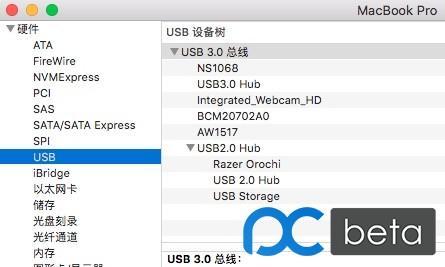 MacBook Pro
硬件
ATA
FireWire
NVMExpress
PCI
SAS
SATA/SATA Express
SPI
USB
iBridge
以太网卡
储存
光盘刻录
光纤通道
内存
USB 设备树
USB 3.0 总线
NS1068
USB3.0 Hub
Integrated_Webcam_HD
BCM20702A0
AW1517
USB2.0 Hub
Razer Orochi
USB 2.0 Hub
USB Storage
pc beta
USB 3.0 总线: